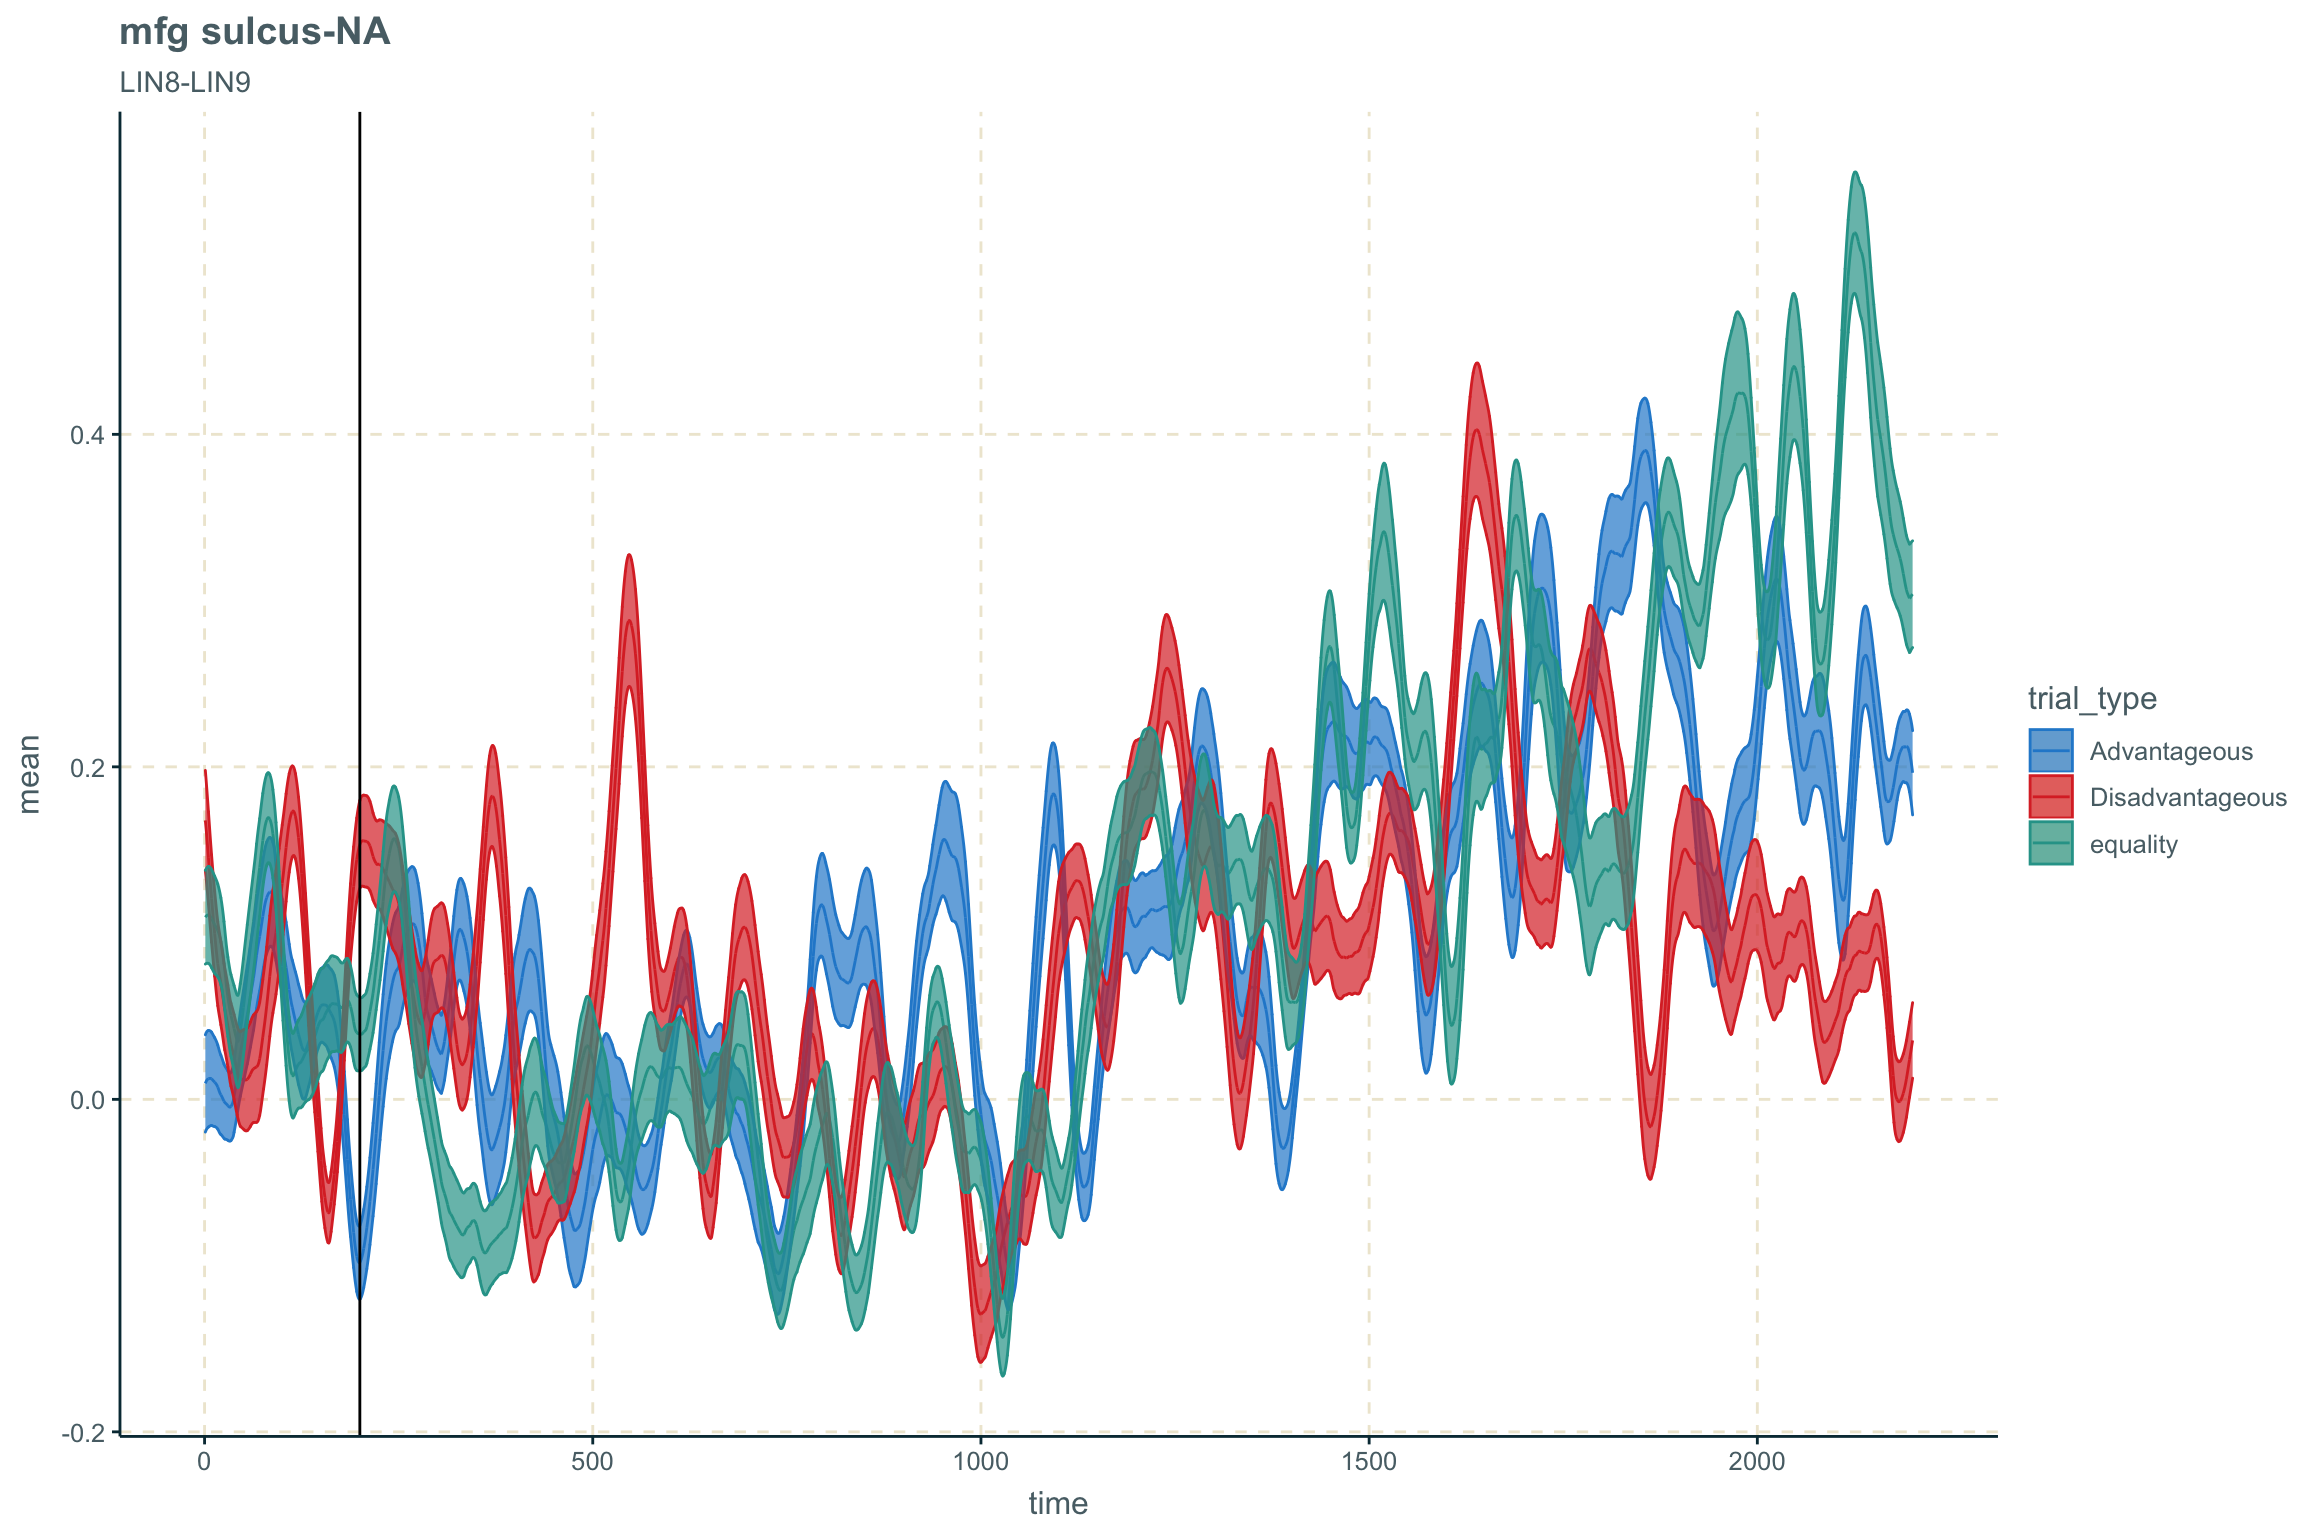 mfg sulcus-NA
LIN8-LIN9
mean
0.4
0.2
0.0
-0.2
0
500
1000
1500
2000
time
trial_type
Advantageous
Disadvantageous
equality